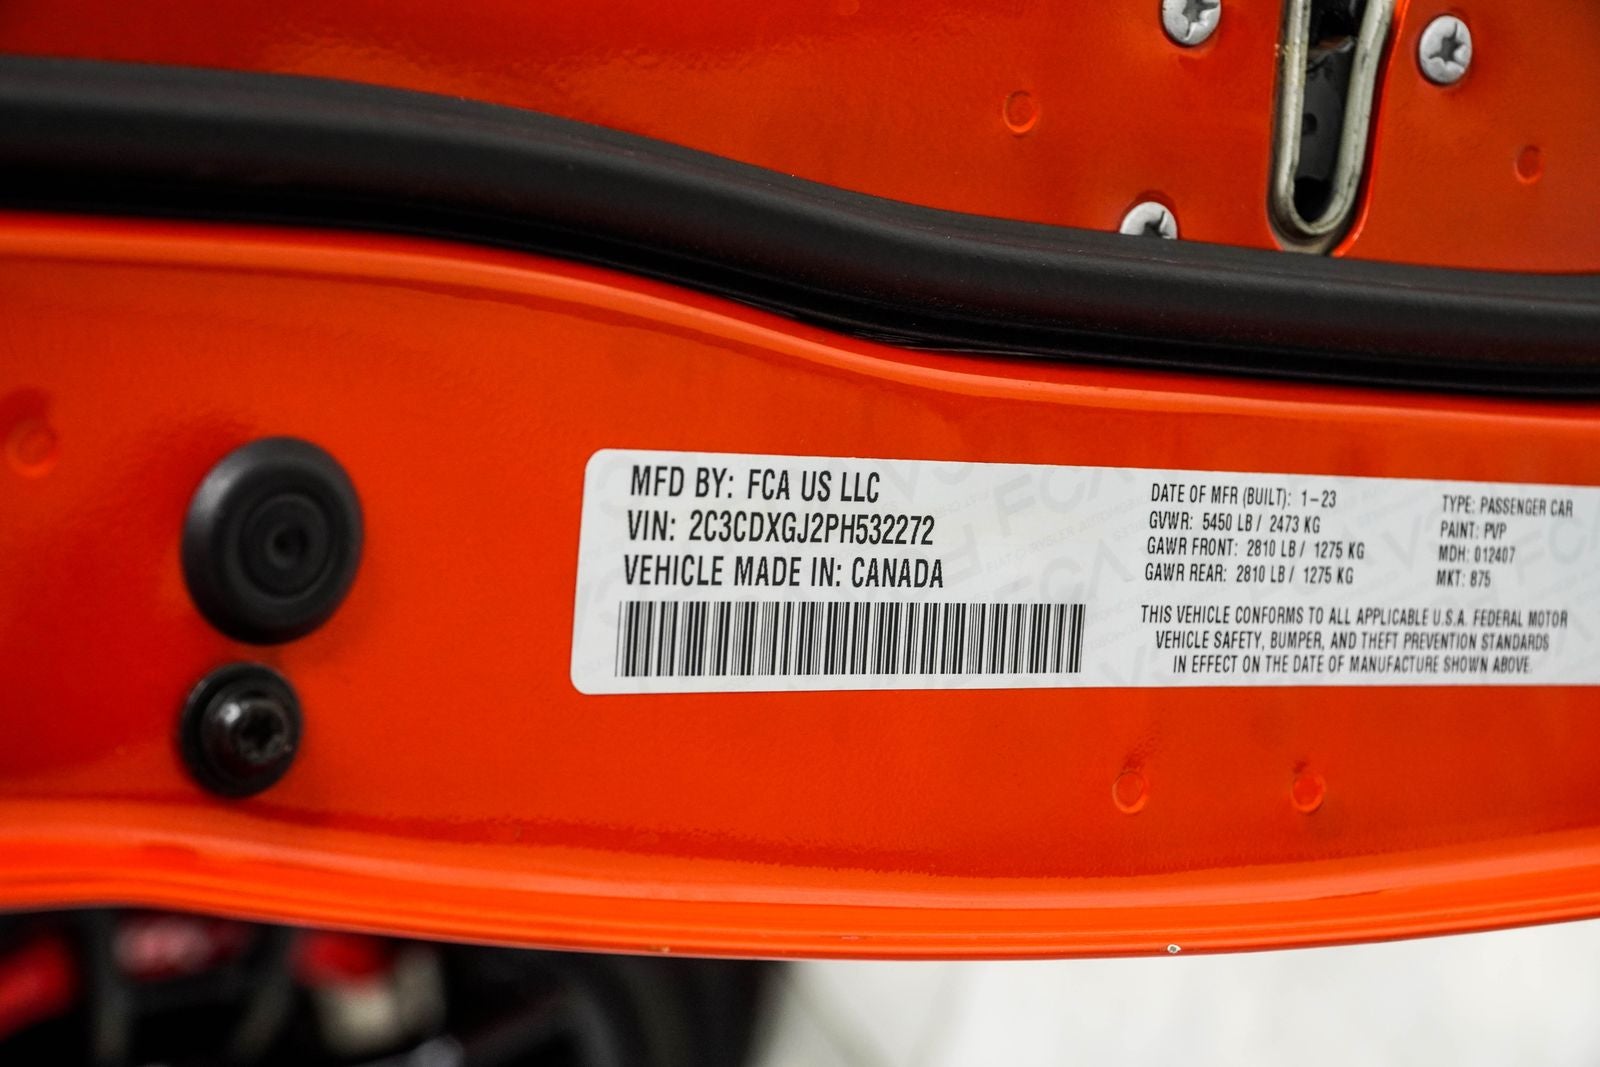 MFD BY: FCA US LLC
VIN: 2C3CDXGJ2PH532272
VEHICLE MADE IN: CANADA
DATE OF MFR (BUILT): 1-23
GVWR: 5450 LB / 2473 KG
GAWR FRONT: 2810 LB / 1275 KG
GAWR REAR: 2810 LB / 1275 KG
TYPE: PASSENGER CAR
PAINT: PVP
MDH: 012407
MKT: 875
THIS VEHICLE CONFORMS TO ALL APPLICABLE U.S.A. FEDERAL MOTOR
VEHICLE SAFETY, BUMPER, AND THEFT PREVENTION STANDARDS
IN EFFECT ON THE DATE OF MANUFACTURE SHOWN ABOVE.